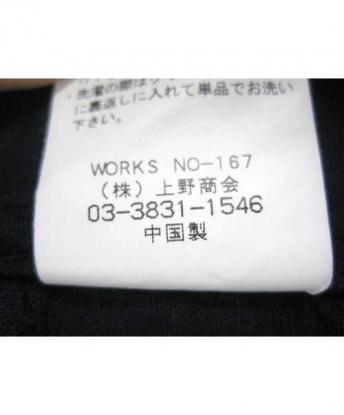 ・洗濯の際は
に裏返しに入れて単品でお洗い
下さい。
WORKS NO-167
(株)上野商会
03-3831-1546
中国製